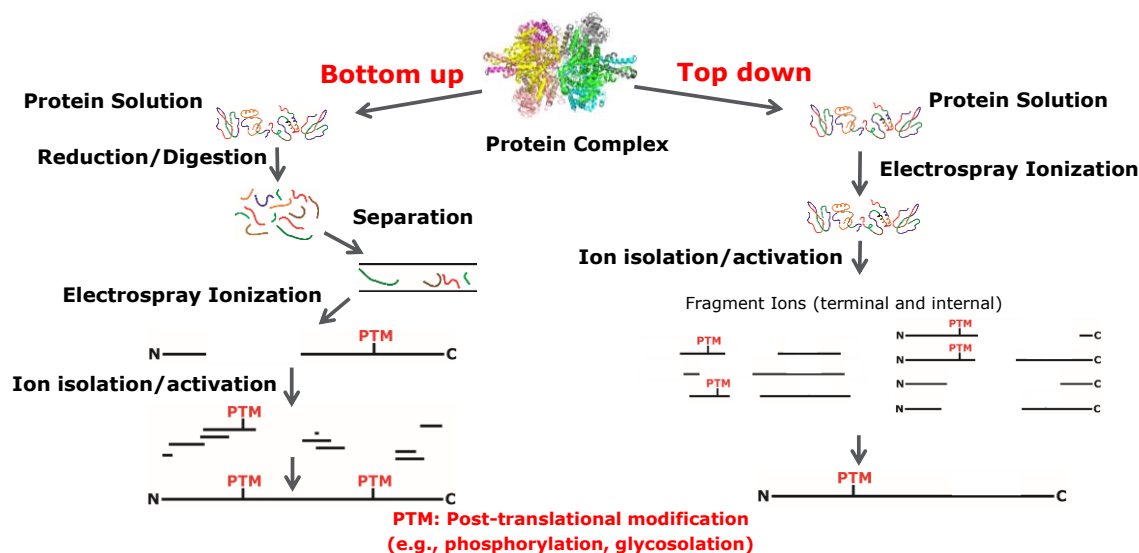 Bottom up
Top down
Protein Complex
Protein Solution
Reduction/Digestion
Separation
Electrospray Ionization
PTM
N
C
Ion isolation/activation
PTM
PTM
PTM
N
C
Protein Solution
Electrospray Ionization
Ion isolation/activation
Fragment Ions (terminal and internal)
PTM
PTM
PTM
N
C
PTM
N
C
N
C
N
C
PTM
N
C
PTM: Post-translational modification
(e.g., phosphorylation, glycosolation)